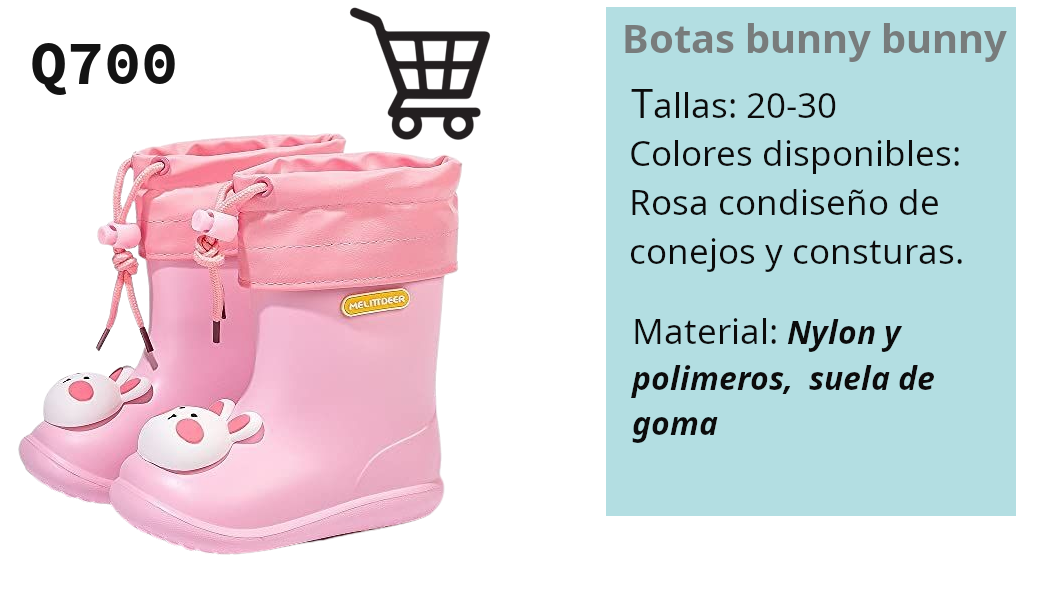 Q700
Botas bunny bunny
Tallas: 20-30
Colores disponibles:
Rosa condiseño de
conejos y consturas.
Material: Nylon y
polimeros, suela de
goma
MELITTDEER